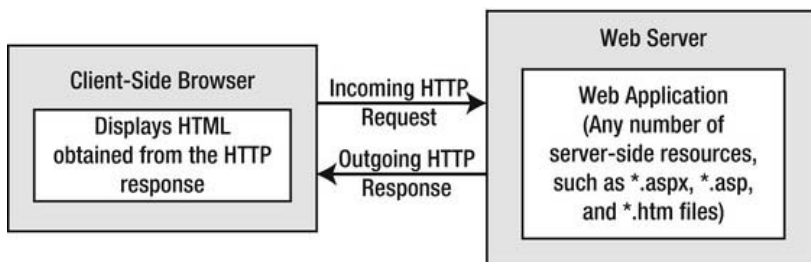 Client-Side Browser
Displays HTML
obtained from the HTTP
response
Incoming HTTP
Request
Outgoing HTTP
Response
Web Server
Web Application
(Any number of
server-side resources,
such as *.aspx, *.asp,
and *.htm files)